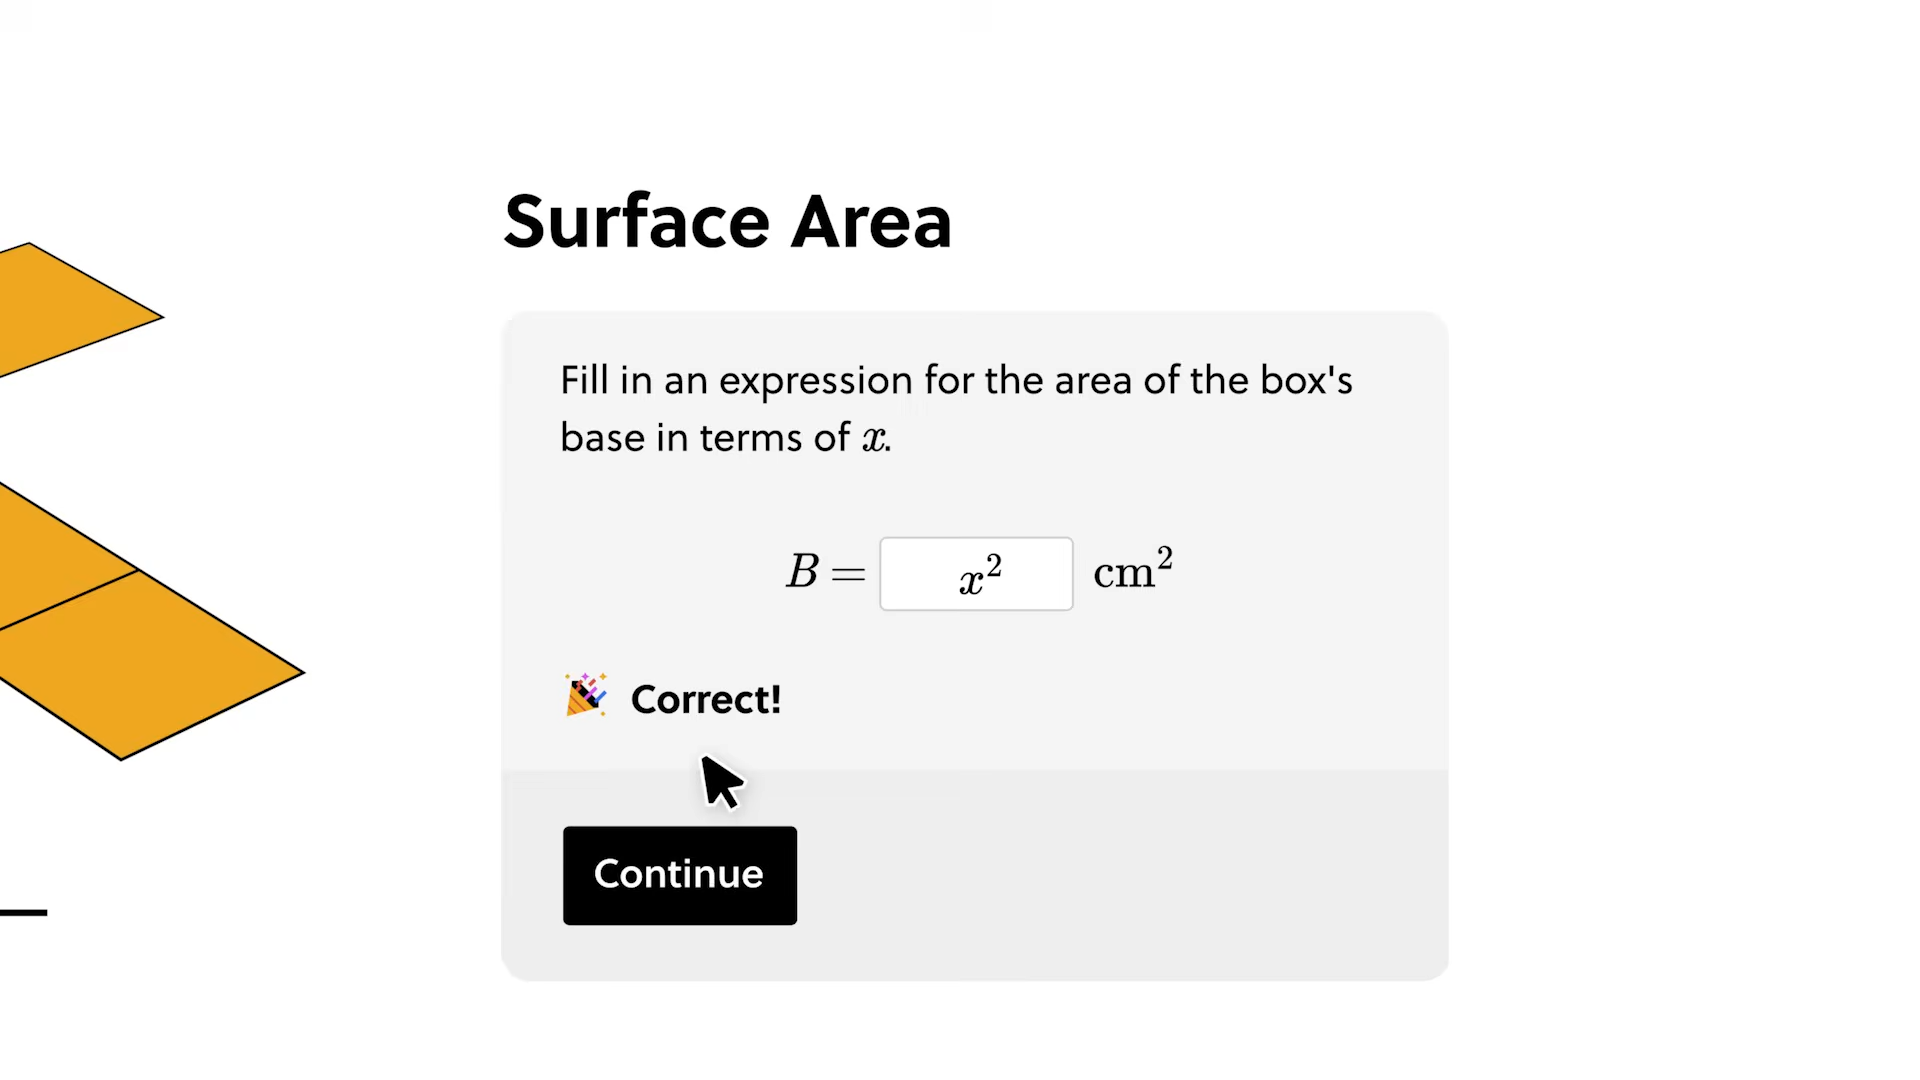 Surface Area
Fill in an expression for the area of the box's
base in terms of x.
B = x² cm²
🎉 Correct!
Continue